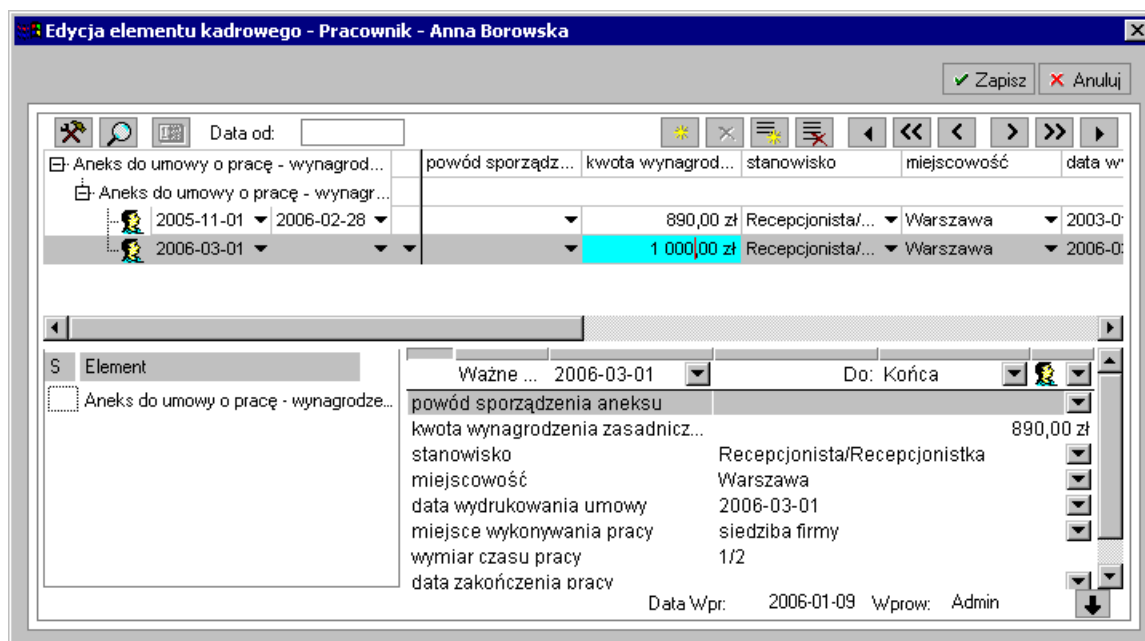 Edycja elementu kadrowego - Pracownik - Anna Borowska
Zapisz Anuluj
Data od:
Aneks do umowy o pracę - wynagrod... powód sporządz... kwota wynagrod... stanowisko miejscowość data w
Aneks do umowy o pracę - wynagr...
2005-11-01 2006-02-28 890,00 zł Recepcjonista/... Warszawa 2003-0
2006-03-01 1 000,00 zł Recepcjonista/... Warszawa 2006-0
S Element
Aneks do umowy o pracę - wynagrodze...
Ważne ... 2006-03-01 Do: Końca
powód sporządzenia aneksu
kwota wynagrodzenia zasadnicz... 890,00 zł
stanowisko Recepcjonista/Recepcjonistka
miejscowość Warszawa
data wydrukowania umowy 2006-03-01
miejsce wykonywania pracy siedziba firmy
wymiar czasu pracy 1/2
data zakończenia pracy
Data Wpr: 2006-01-09 Wprow: Admin